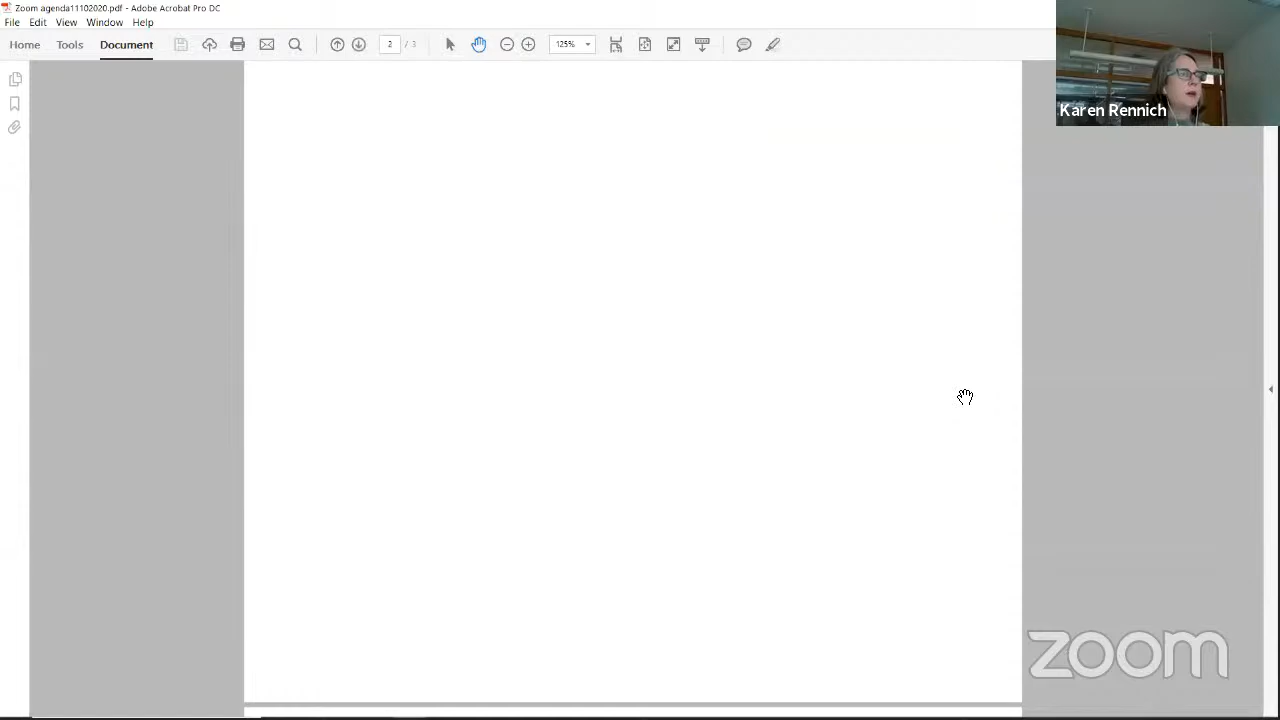 Zoom agenda11102020.pdf - Adobe Acrobat Pro DC
File Edit View Window Help
Home Tools Document 2 / 3 125%
Karen Rennich
zoom